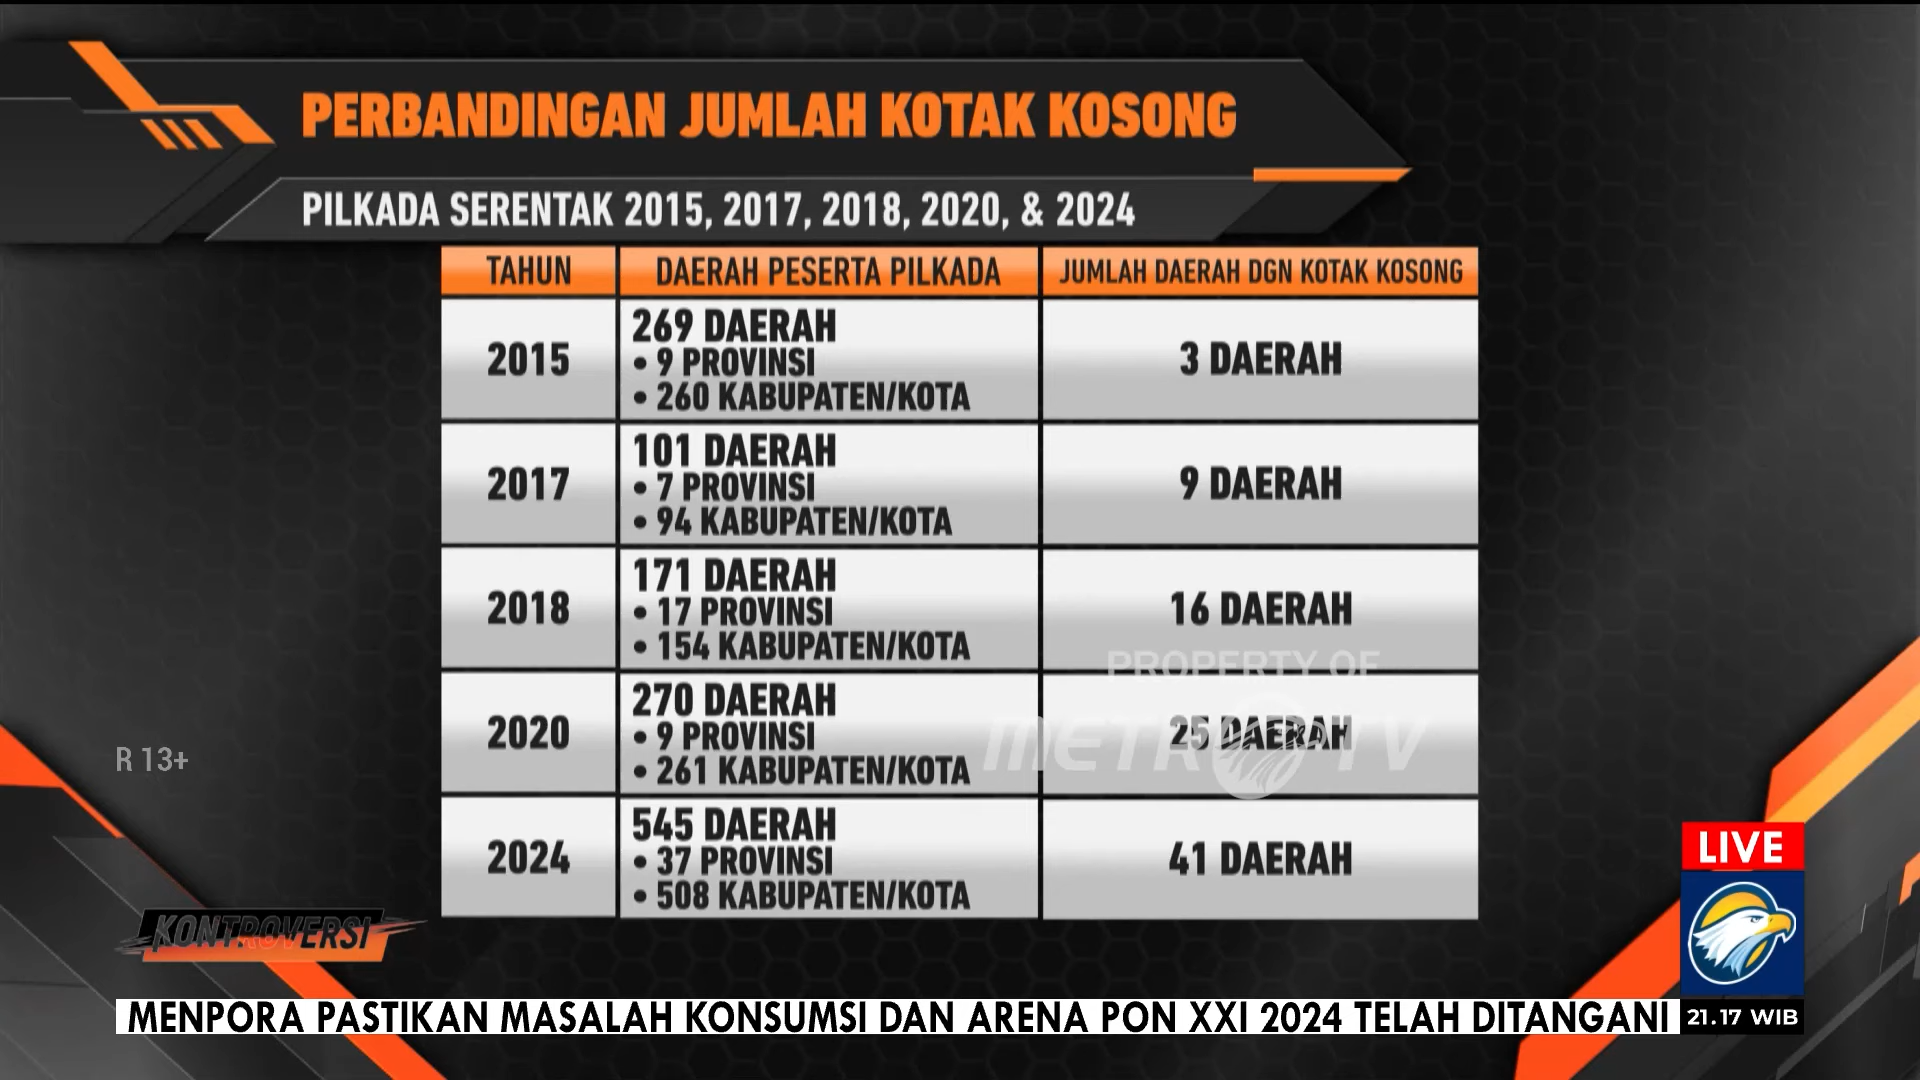 PERBANDINGAN JUMLAH KOTAK KOSONG
PILKADA SERENTAK 2015, 2017, 2018, 2020, & 2024
TAHUN DAERAH PESERTA PILKADA JUMLAH DAERAH DGN KOTAK KOSONG
2015
269 DAERAH
• 9 PROVINSI
• 260 KABUPATEN/KOTA
3 DAERAH
2017
101 DAERAH
• 7 PROVINSI
• 94 KABUPATEN/KOTA
9 DAERAH
2018
171 DAERAH
• 17 PROVINSI
• 154 KABUPATEN/KOTA
16 DAERAH
2020
270 DAERAH
• 9 PROVINSI
• 261 KABUPATEN/KOTA
25 DAERAH
2024
545 DAERAH
• 37 PROVINSI
• 508 KABUPATEN/KOTA
41 DAERAH
PROPERTY OF
METRO TV
R 13+
KONTROVERSI
LIVE
MENPORA PASTIKAN MASALAH KONSUMSI DAN ARENA PON XXI 2024 TELAH DITANGANI
21.17 WIB